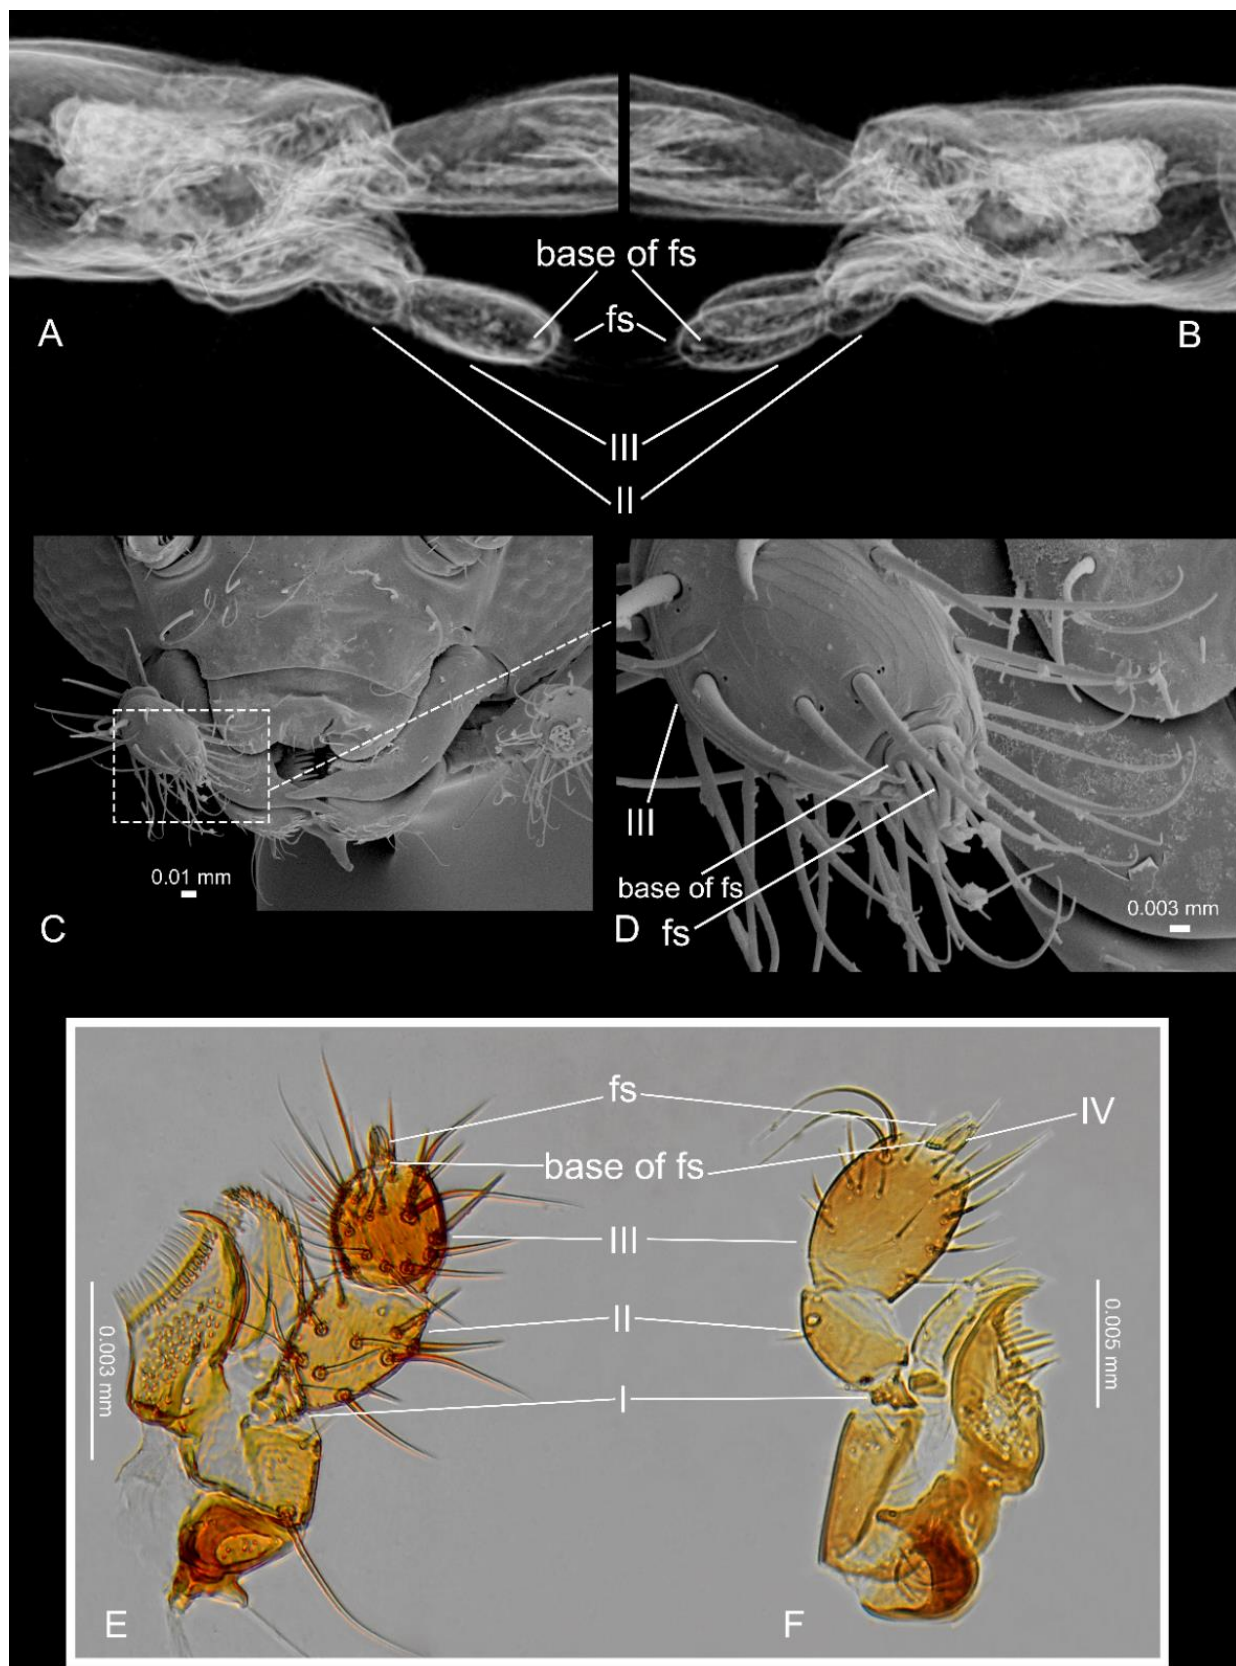 base of fs
fs
A
B
III
II
0.01 mm
C
III
base of fs
fs
D
0.003 mm
fs
IV
base of fs
III
II
I
0.003 mm
0.005 mm
E
F